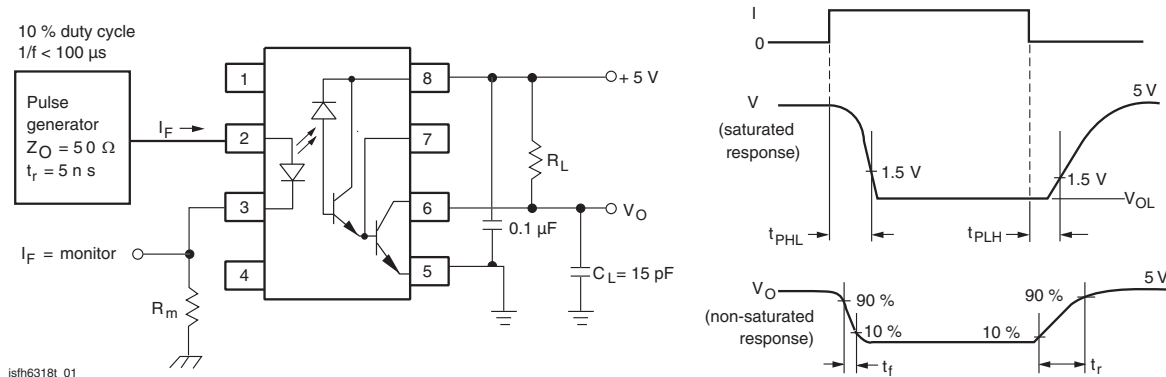 10 % duty cycle
1/f < 100 µs
Pulse
generator
Z_O = 50 Ω
t_r = 5 n s
I_F
1
2
3
4
8
7
6
5
+ 5 V
R_L
V_O
0.1 µF
C_L = 15 pF
I_F = monitor
R_m
isfh6318t_01
I
0
V
(saturated
response)
5 V
1.5 V
1.5 V
V_OL
t_PHL
t_PLH
V_O
(non-saturated
response)
5 V
90 %
90 %
10 %
10 %
t_f
t_r